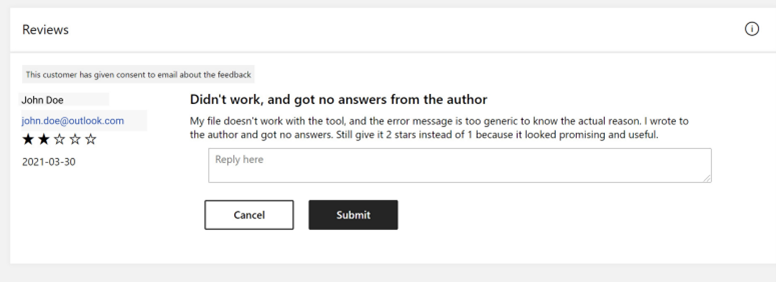 Reviews
This customer has given consent to email about the feedback
John Doe
john.doe@outlook.com
2021-03-30
Didn't work, and got no answers from the author
My file doesn't work with the tool, and the error message is too generic to know the actual reason. I wrote to
the author and got no answers. Still give it 2 stars instead of 1 because it looked promising and useful.
Reply here
Cancel
Submit